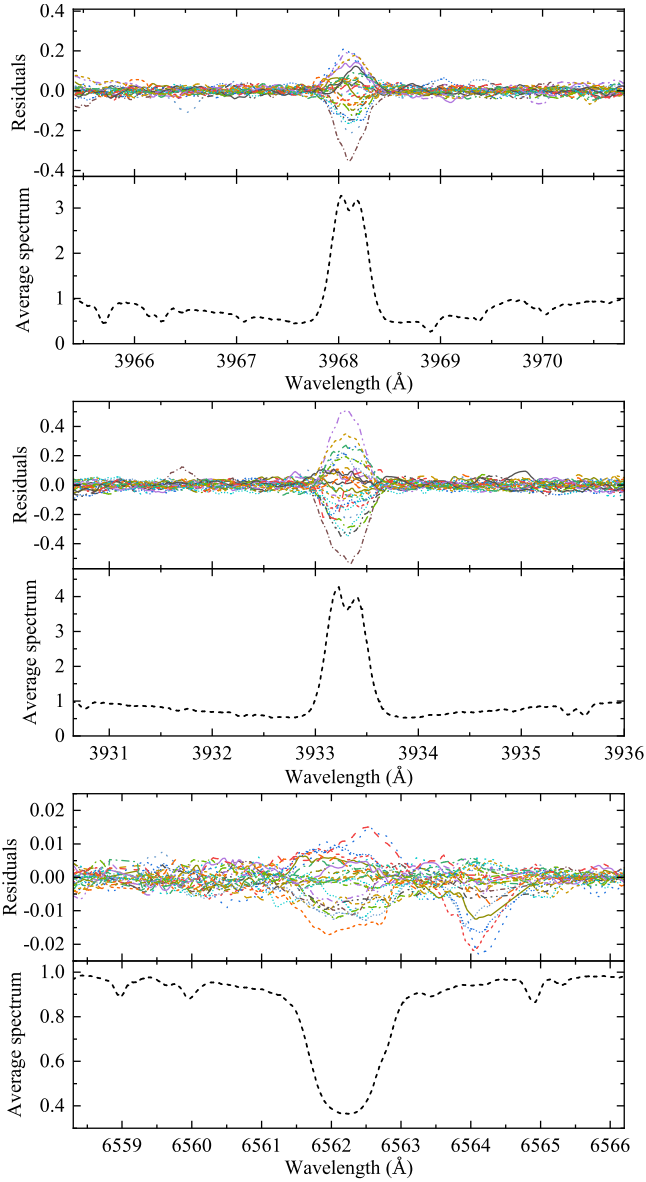 0.4
0.2
0.0
-0.2
-0.4
Residuals
3
2
1
0
Average spectrum
3966 3967 3968 3969 3970
Wavelength (Å)
0.4
0.2
0.0
-0.2
-0.4
Residuals
4
3
2
1
0
Average spectrum
3931 3932 3933 3934 3935 3936
Wavelength (Å)
0.02
0.01
0.00
-0.01
-0.02
Residuals
1.0
0.8
0.6
0.4
Average spectrum
6559 6560 6561 6562 6563 6564 6565 6566
Wavelength (Å)